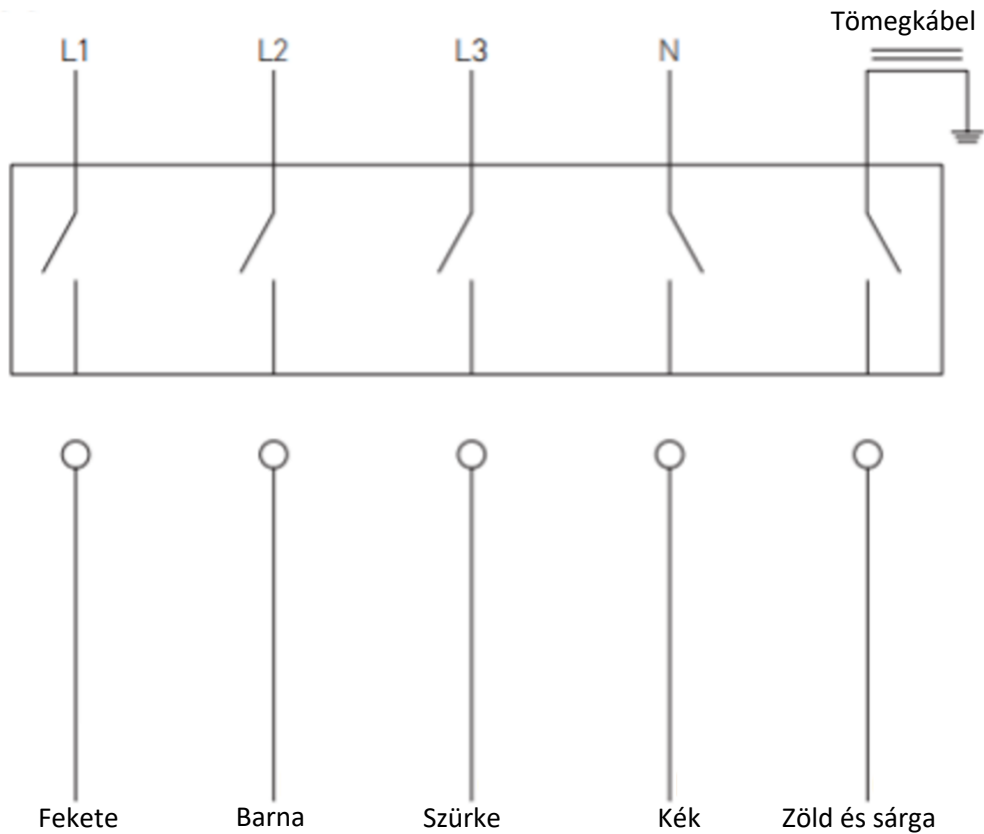 Tömegkábel
L1
L2
L3
N
Fekete
Barna
Szürke
Kék
Zöld és sárga